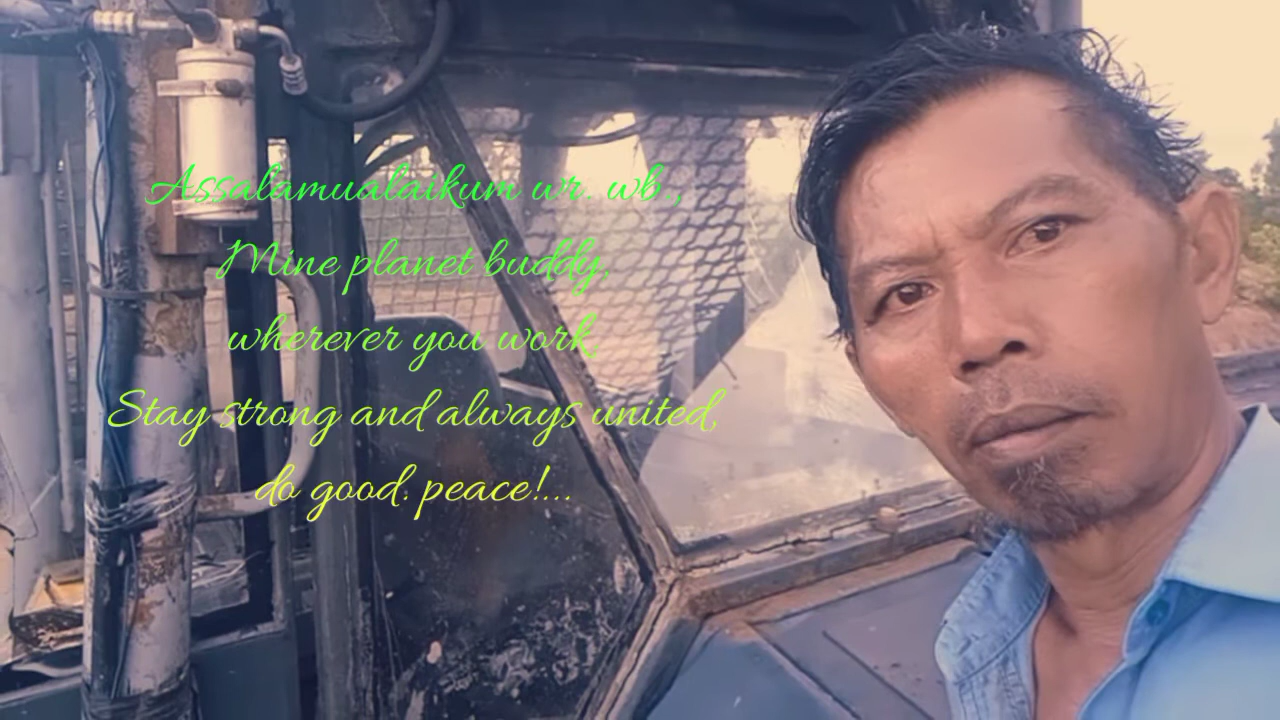 Assalamualaikum wr. wb.,
Mine planet buddy,
wherever you work,
Stay strong and always united,
do good. peace!...